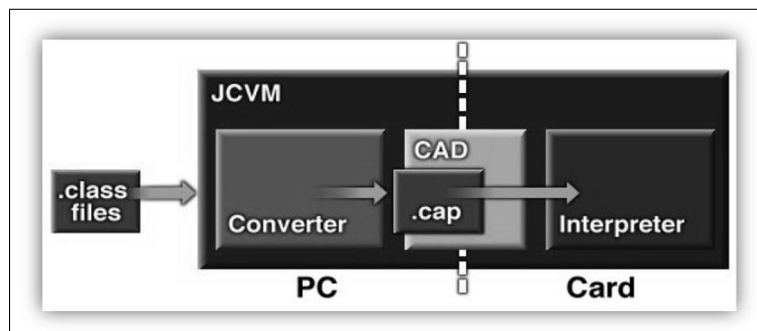 JCVM
CAD
.class
files
Converter
.cap
Interpreter
PC
Card